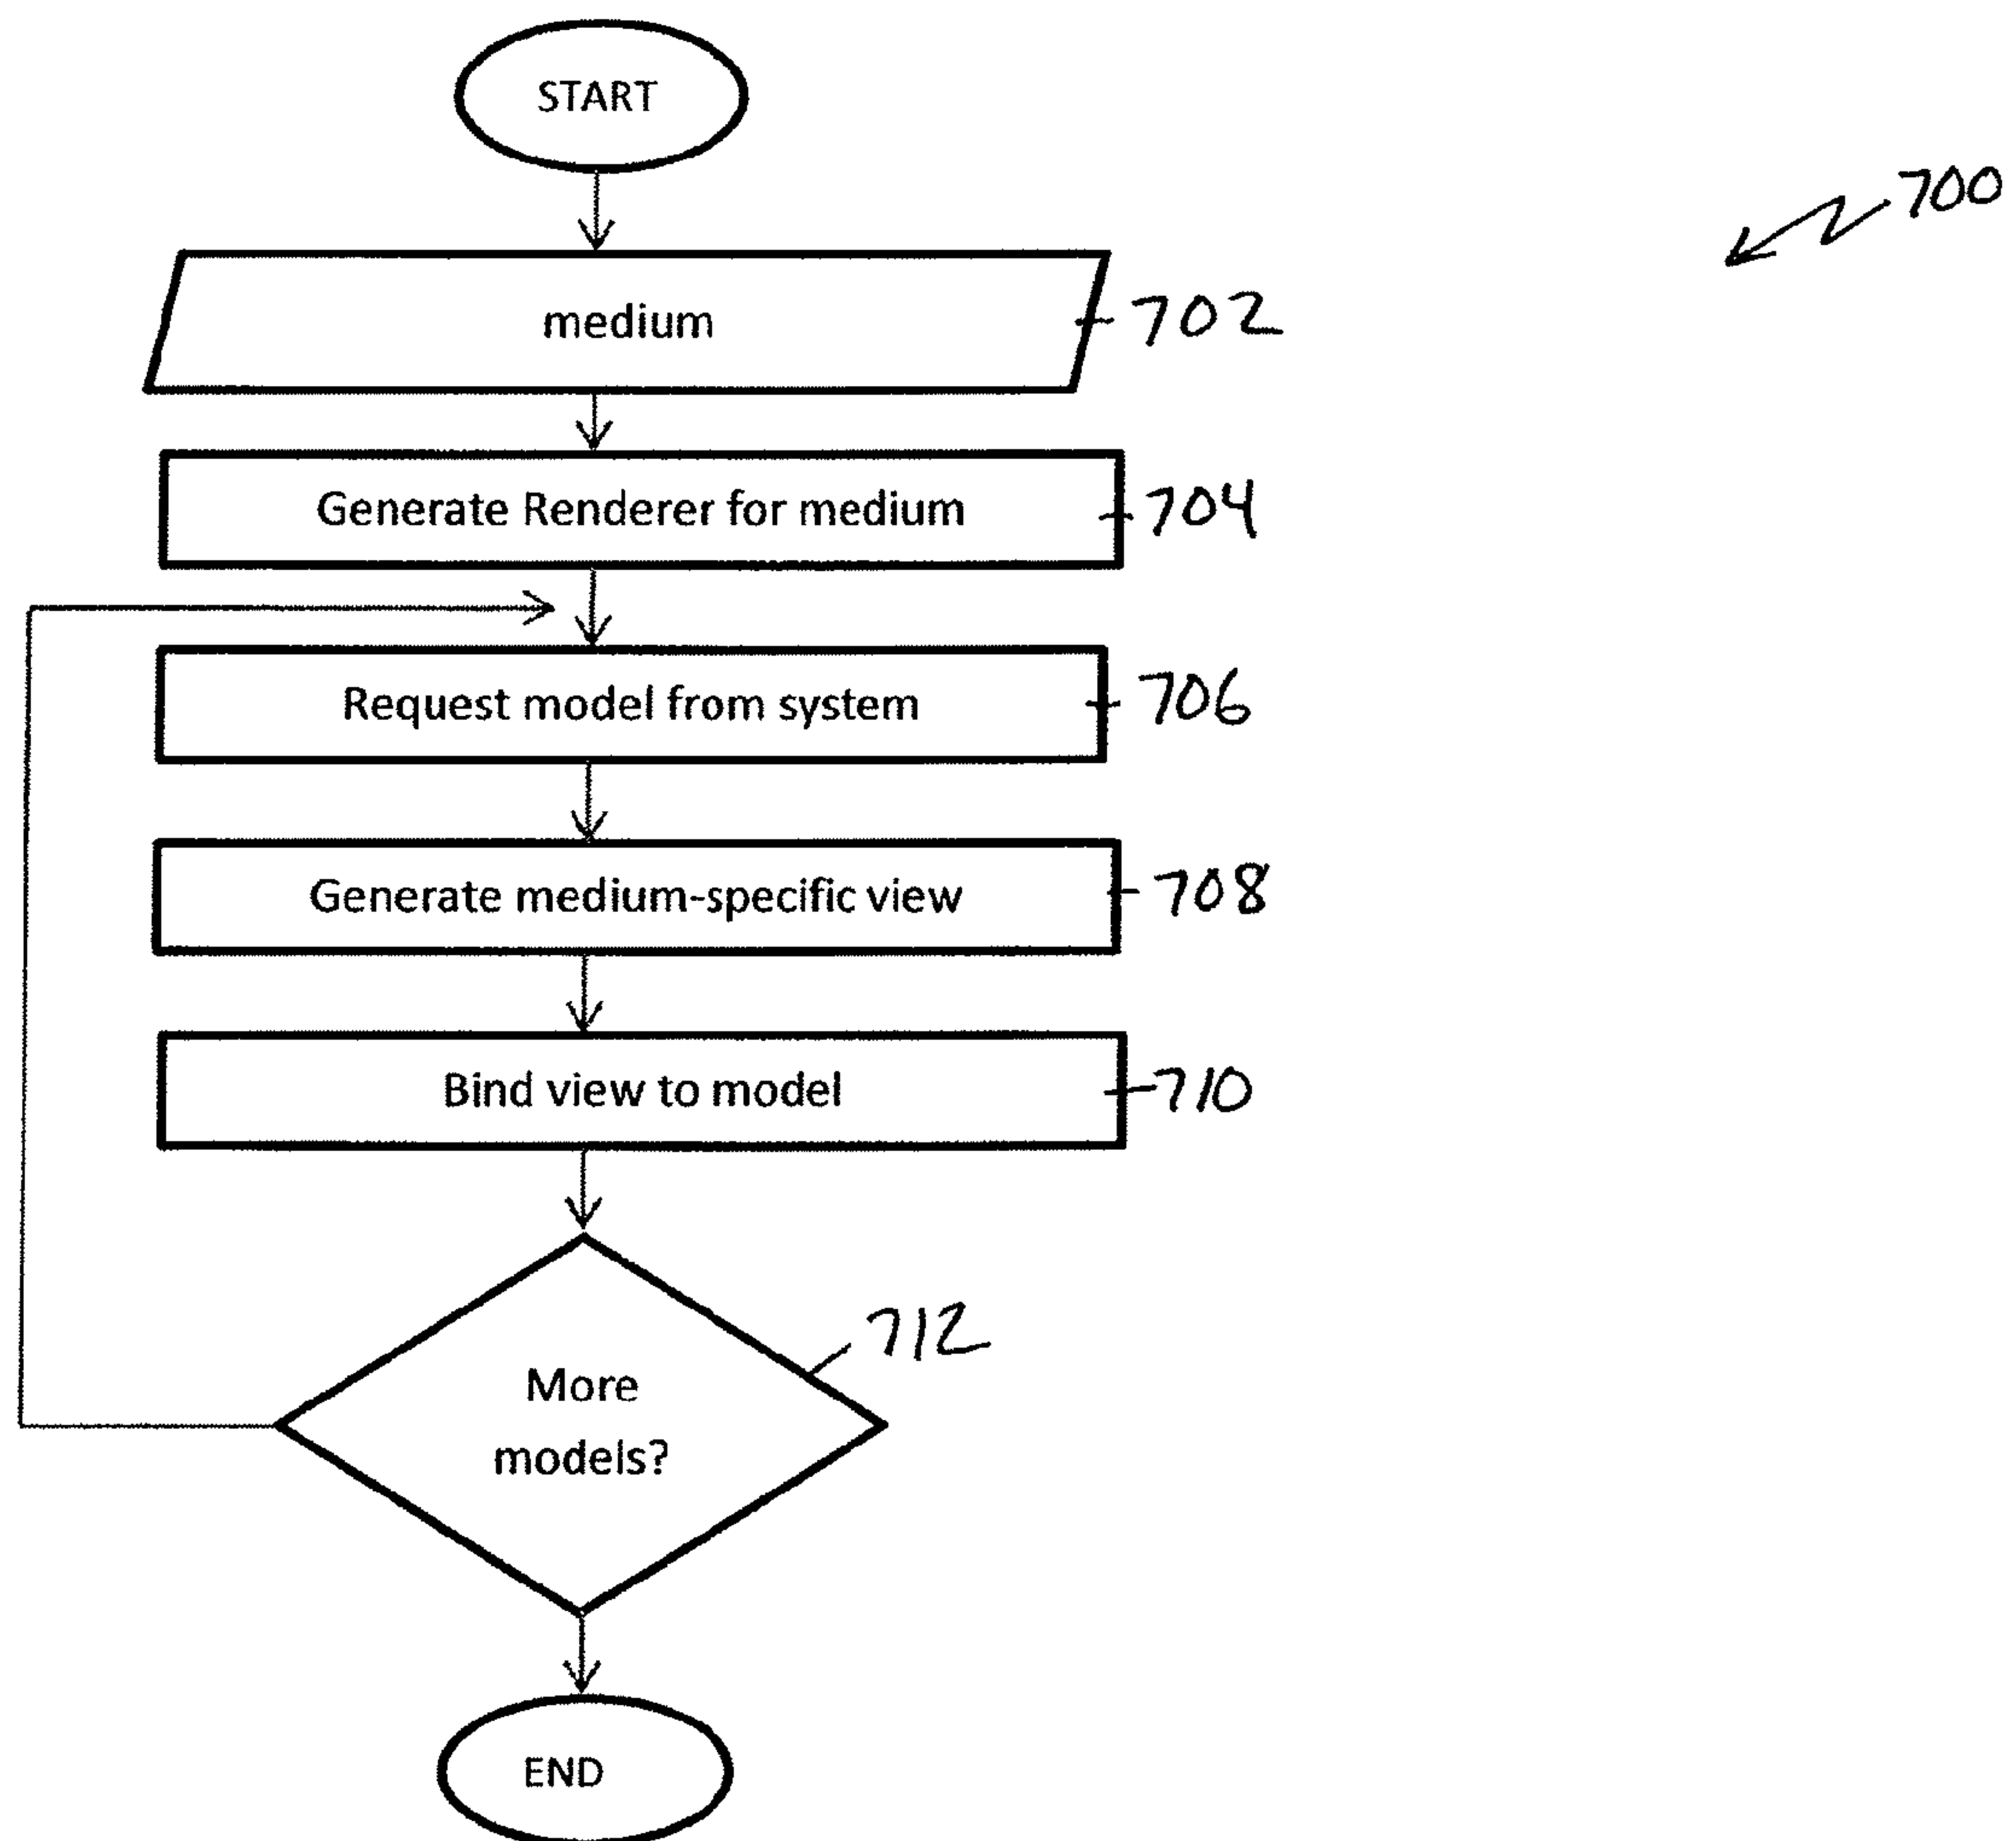 START
700
medium
702
Generate Renderer for medium
704
Request model from system
706
Generate medium-specific view
708
Bind view to model
710
712
More
models?
END